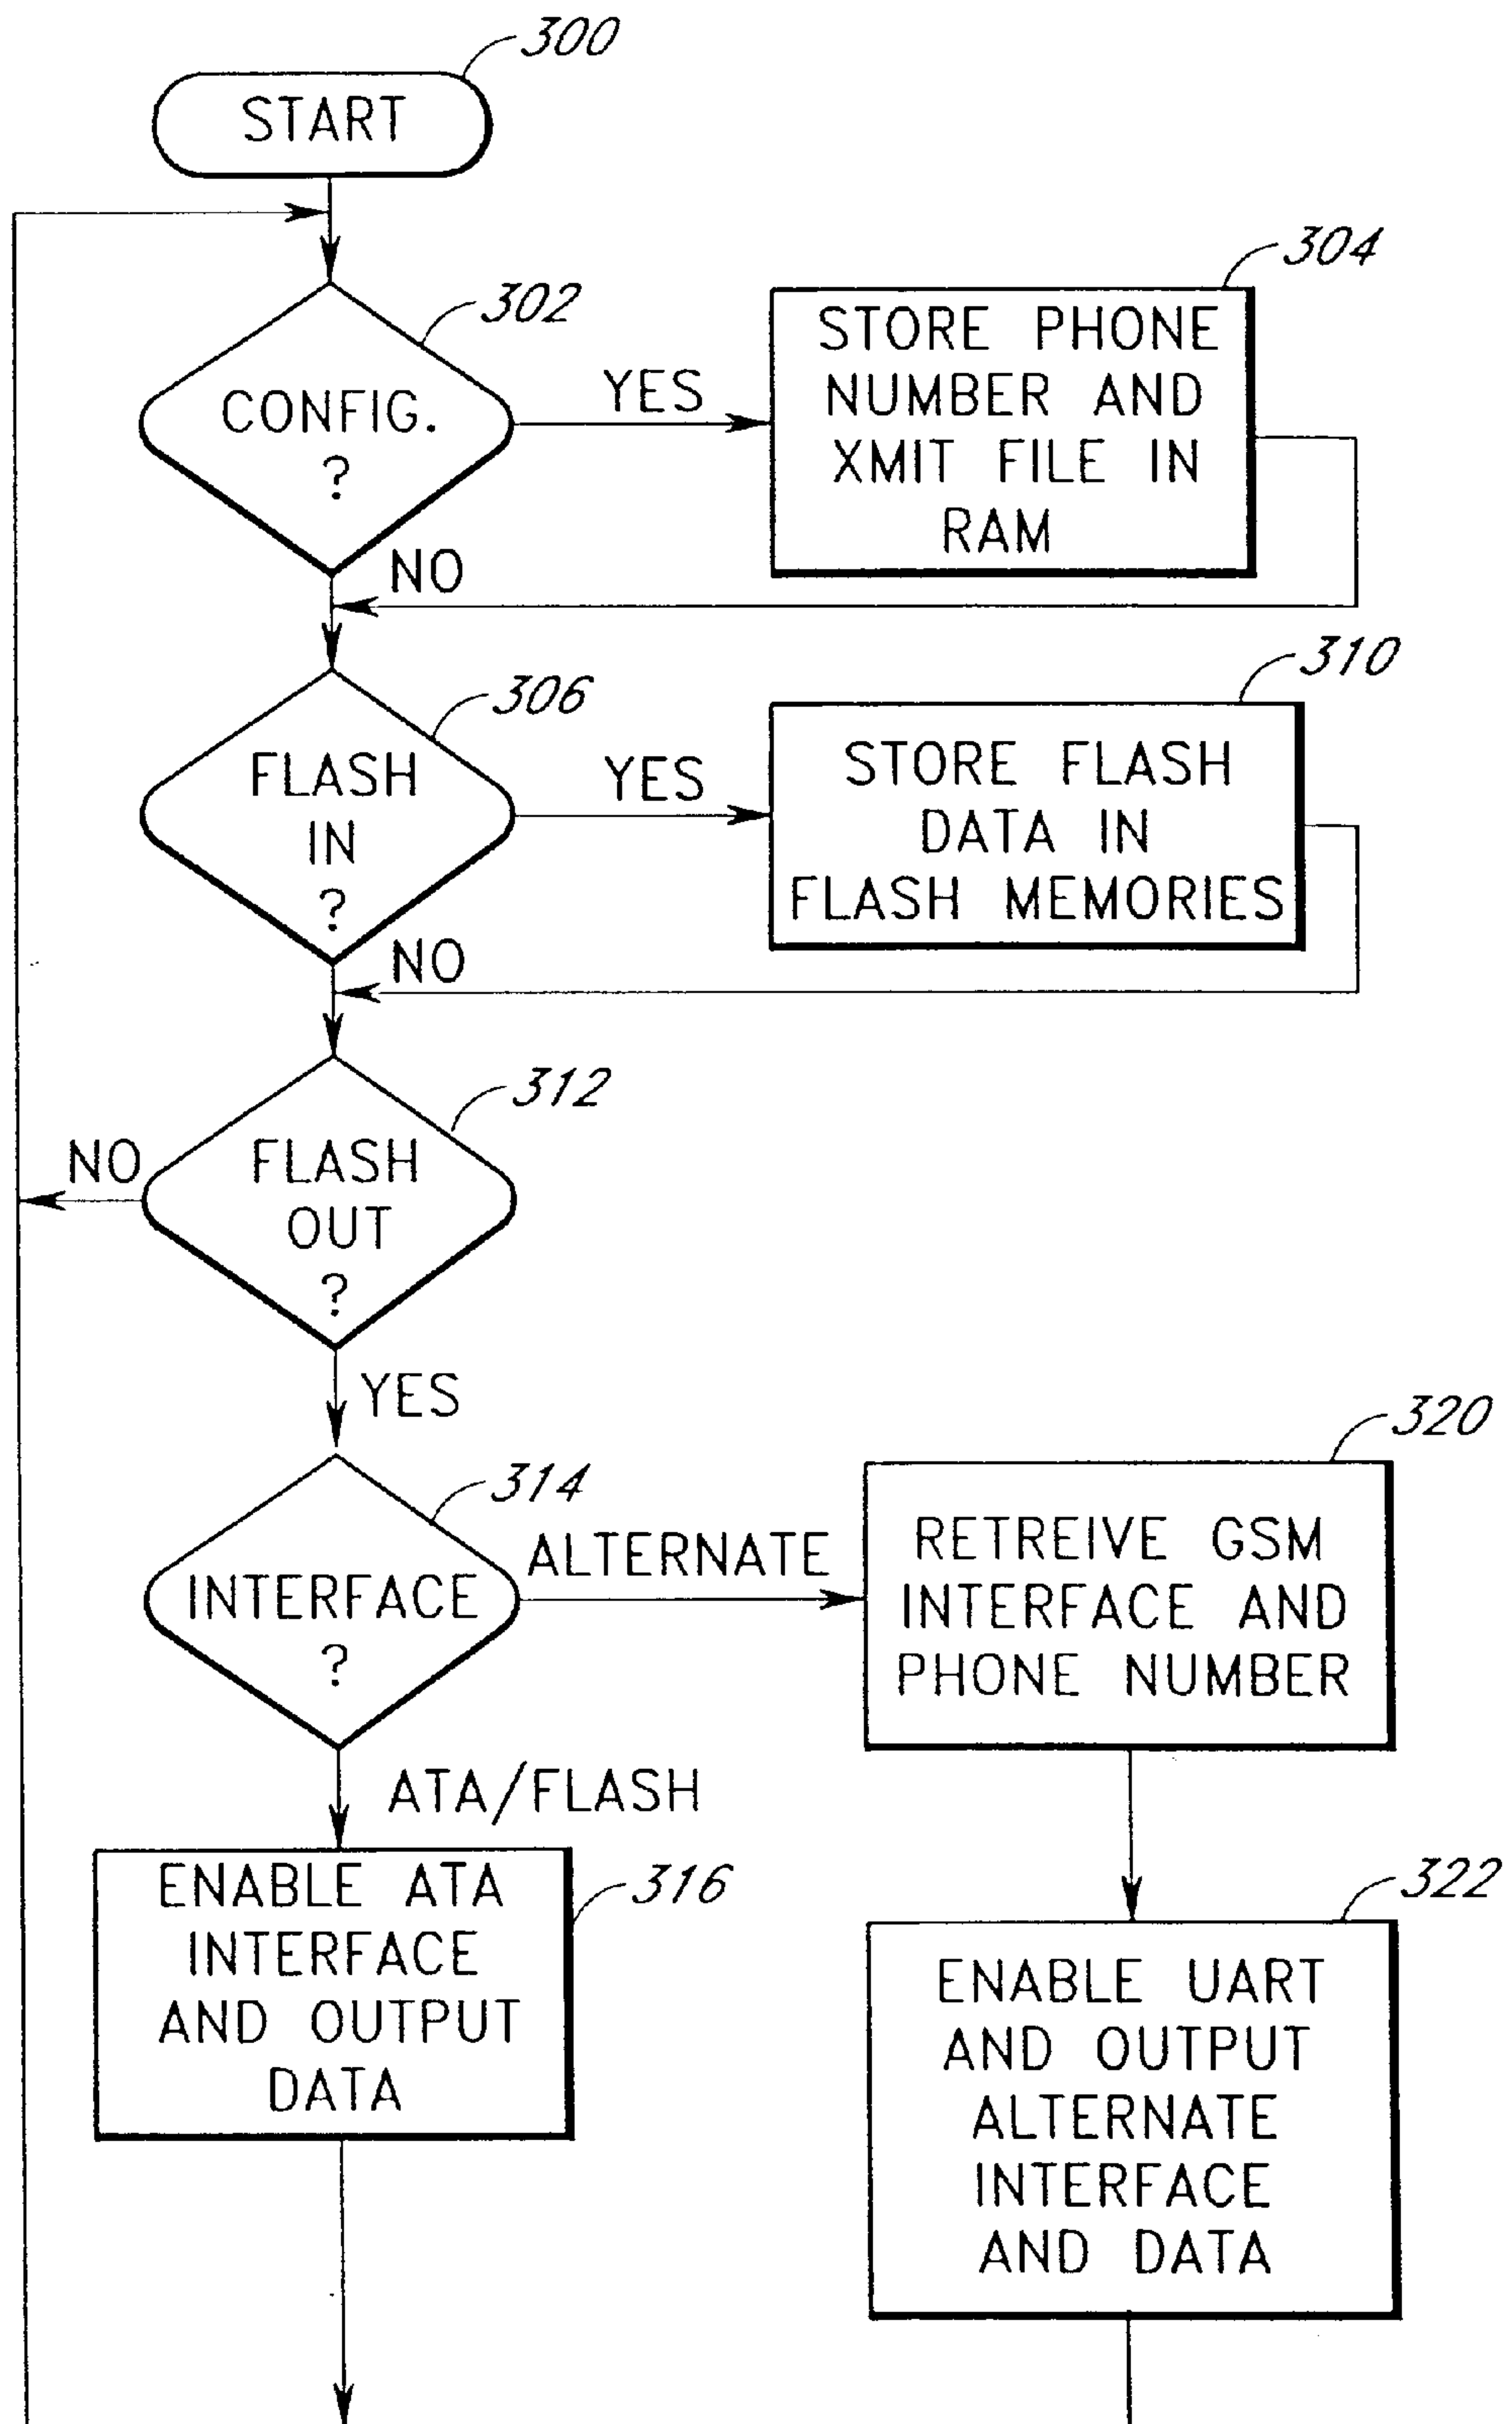 300
START
302
CONFIG.
?
YES
304
STORE PHONE
NUMBER AND
XMIT FILE IN
RAM
NO
306
FLASH
IN
?
YES
310
STORE FLASH
DATA IN
FLASH MEMORIES
NO
312
FLASH
OUT
?
NO
YES
314
INTERFACE
?
ALTERNATE
320
RETREIVE GSM
INTERFACE AND
PHONE NUMBER
ATA/FLASH
316
ENABLE ATA
INTERFACE
AND OUTPUT
DATA
322
ENABLE UART
AND OUTPUT
ALTERNATE
INTERFACE
AND DATA